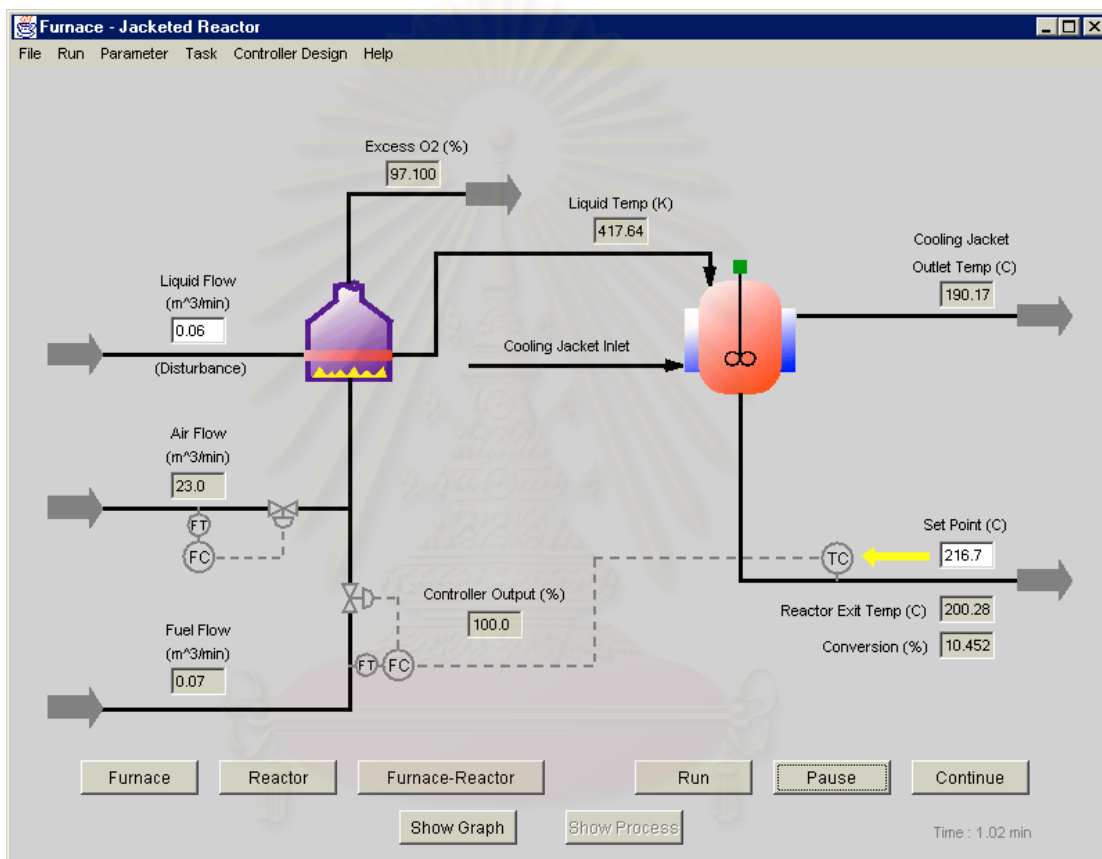 Furnace - Jacketed Reactor
File Run Parameter Task Controller Design Help
Excess O2 (%)
97.100
Liquid Temp (K)
417.64
Cooling Jacket
Outlet Temp (C)
190.17
Liquid Flow
(m^3/min)
0.06
(Disturbance)
Cooling Jacket Inlet
Air Flow
(m^3/min)
23.0
FT
FC
Set Point (C)
216.7
TC
Controller Output (%)
100.0
Reactor Exit Temp (C)
200.28
Conversion (%)
10.452
Fuel Flow
(m^3/min)
0.07
FT
FC
Furnace Reactor Furnace-Reactor Run Pause Continue
Show Graph Show Process
Time : 1.02 min